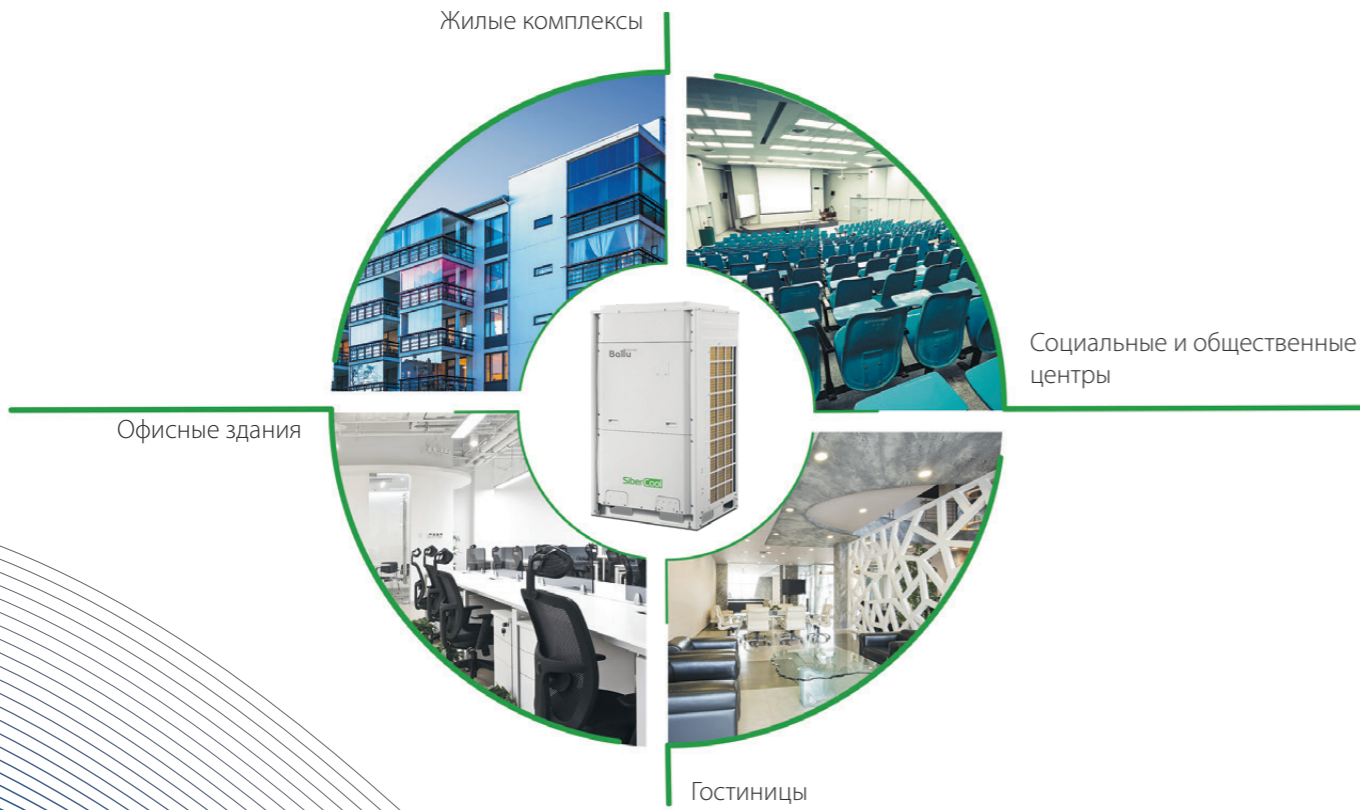 Жилые комплексы
Ballu
Социальные и общественные
центры
Офисные здания
SiberCool
Гостиницы